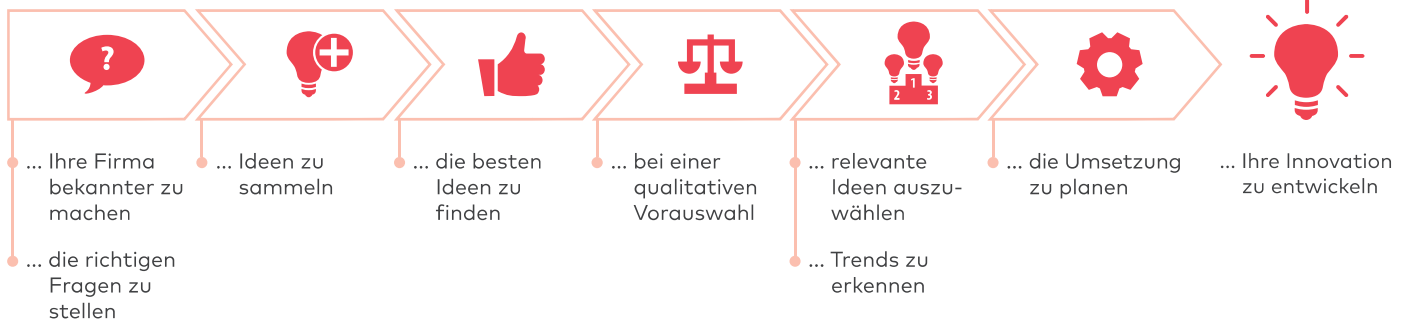 ?
1
2 3
... Ihre Firma
bekannter zu
machen
... die richtigen
Fragen zu
stellen
... Ideen zu
sammeln
... die besten
Ideen zu
finden
... bei einer
qualitativen
Vorauswahl
... relevante
Ideen auszu-
wählen
... Trends zu
erkennen
... die Umsetzung
zu planen
... Ihre Innovation
zu entwickeln